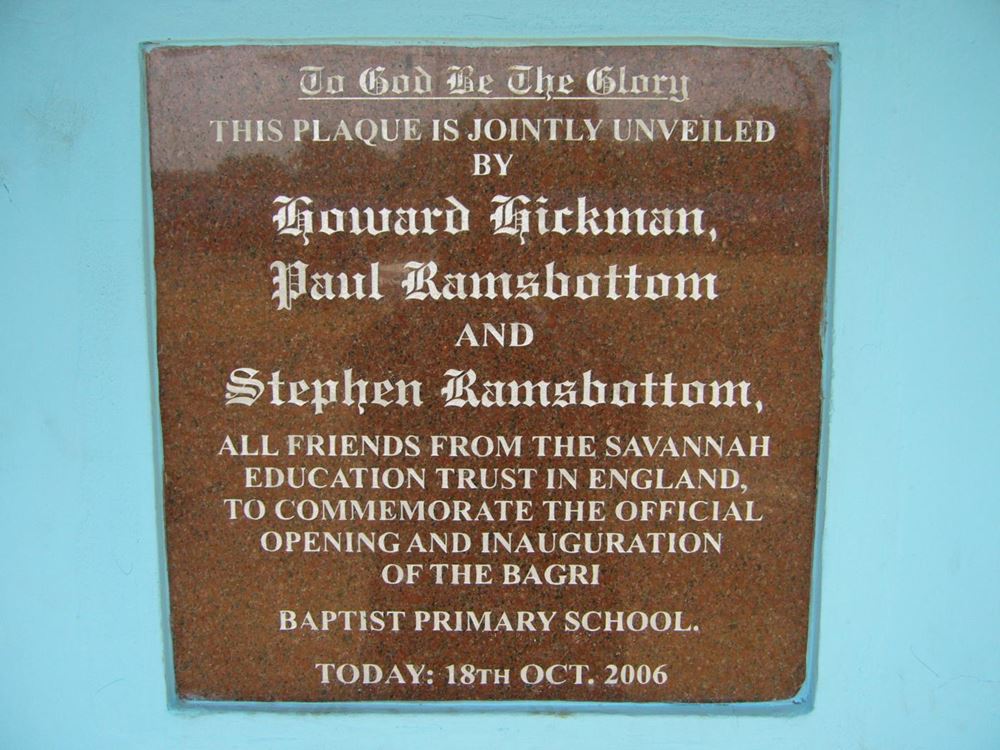 To God Be The Glory
THIS PLAQUE IS JOINTLY UNVEILED
BY
Howard Hickman,
Paul Ramsbottom
AND
Stephen Ramsbottom,
ALL FRIENDS FROM THE SAVANNAH
EDUCATION TRUST IN ENGLAND,
TO COMMEMORATE THE OFFICIAL
OPENING AND INAUGURATION
OF THE BAGRI
BAPTIST PRIMARY SCHOOL.
TODAY: 18TH OCT. 2006